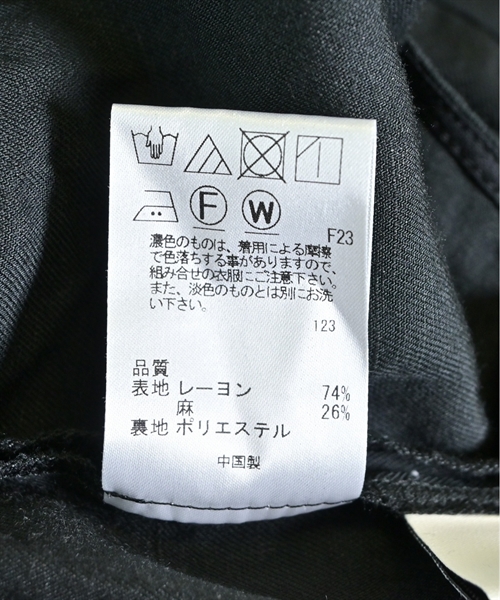 F W
F23
濃色のものは、着用による摩擦
で色落ちする事がありますので、
組み合せの衣服にご注意下さい。
また、淡色のものとは別にお洗
い下さい。
123
品質
表地 レーヨン 74%
麻 26%
裏地 ポリエステル
中国製